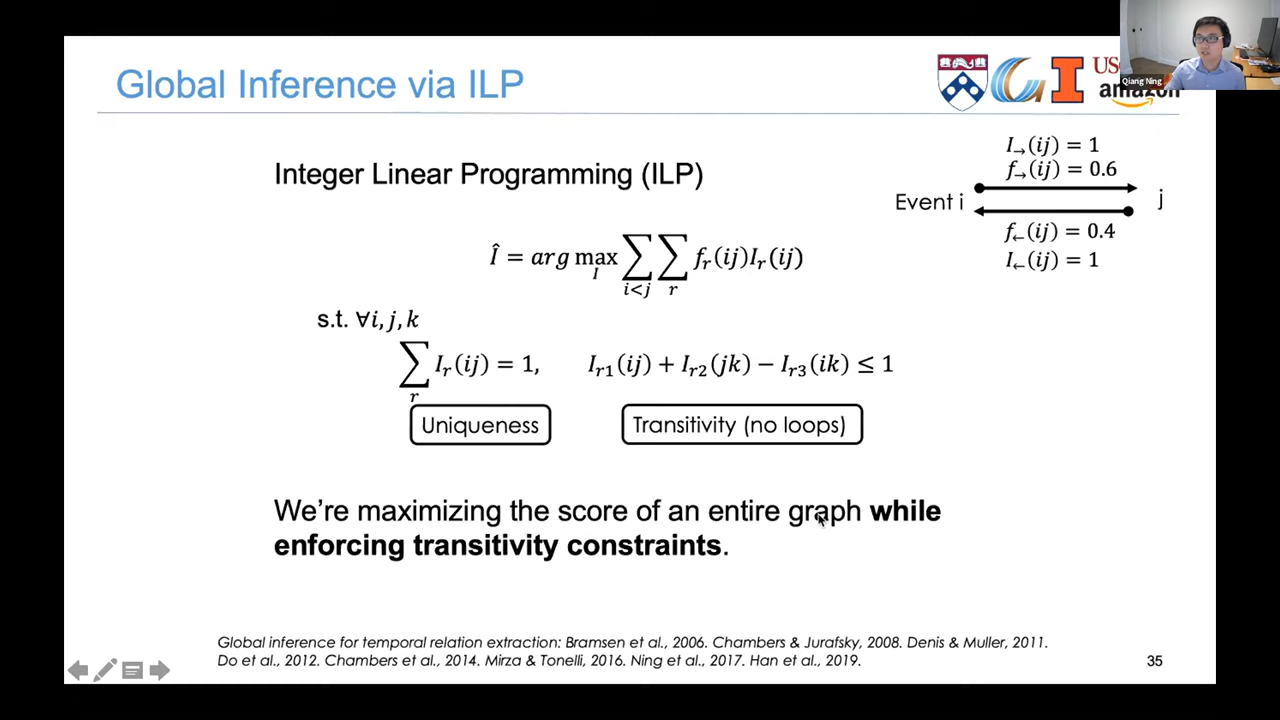 Global Inference via ILP
US
amazon
Qiang Ning
Integer Linear Programming (ILP)
I→(ij) = 1
f→(ij) = 0.6
Event i
j
f←(ij) = 0.4
I←(ij) = 1
Î = arg max_I ∑_{i<j} ∑_r f_r(ij)I_r(ij)
s.t. ∀i, j, k
∑_r I_r(ij) = 1, I_{r1}(ij) + I_{r2}(jk) − I_{r3}(ik) ≤ 1
Uniqueness Transitivity (no loops)
We're maximizing the score of an entire graph while
enforcing transitivity constraints.
Global inference for temporal relation extraction: Bramsen et al., 2006. Chambers & Jurafsky, 2008. Denis & Muller, 2011.
Do et al., 2012. Chambers et al., 2014. Mirza & Tonelli, 2016. Ning et al., 2017. Han et al., 2019.
35